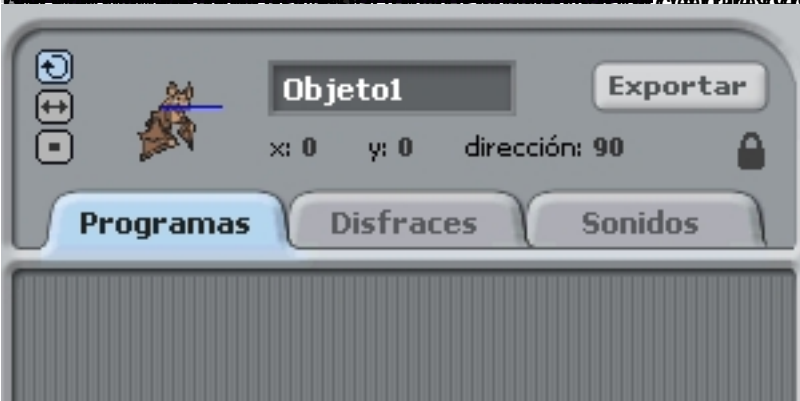 Objeto1
Exportar
x: 0 y: 0 dirección: 90
Programas Disfraces Sonidos